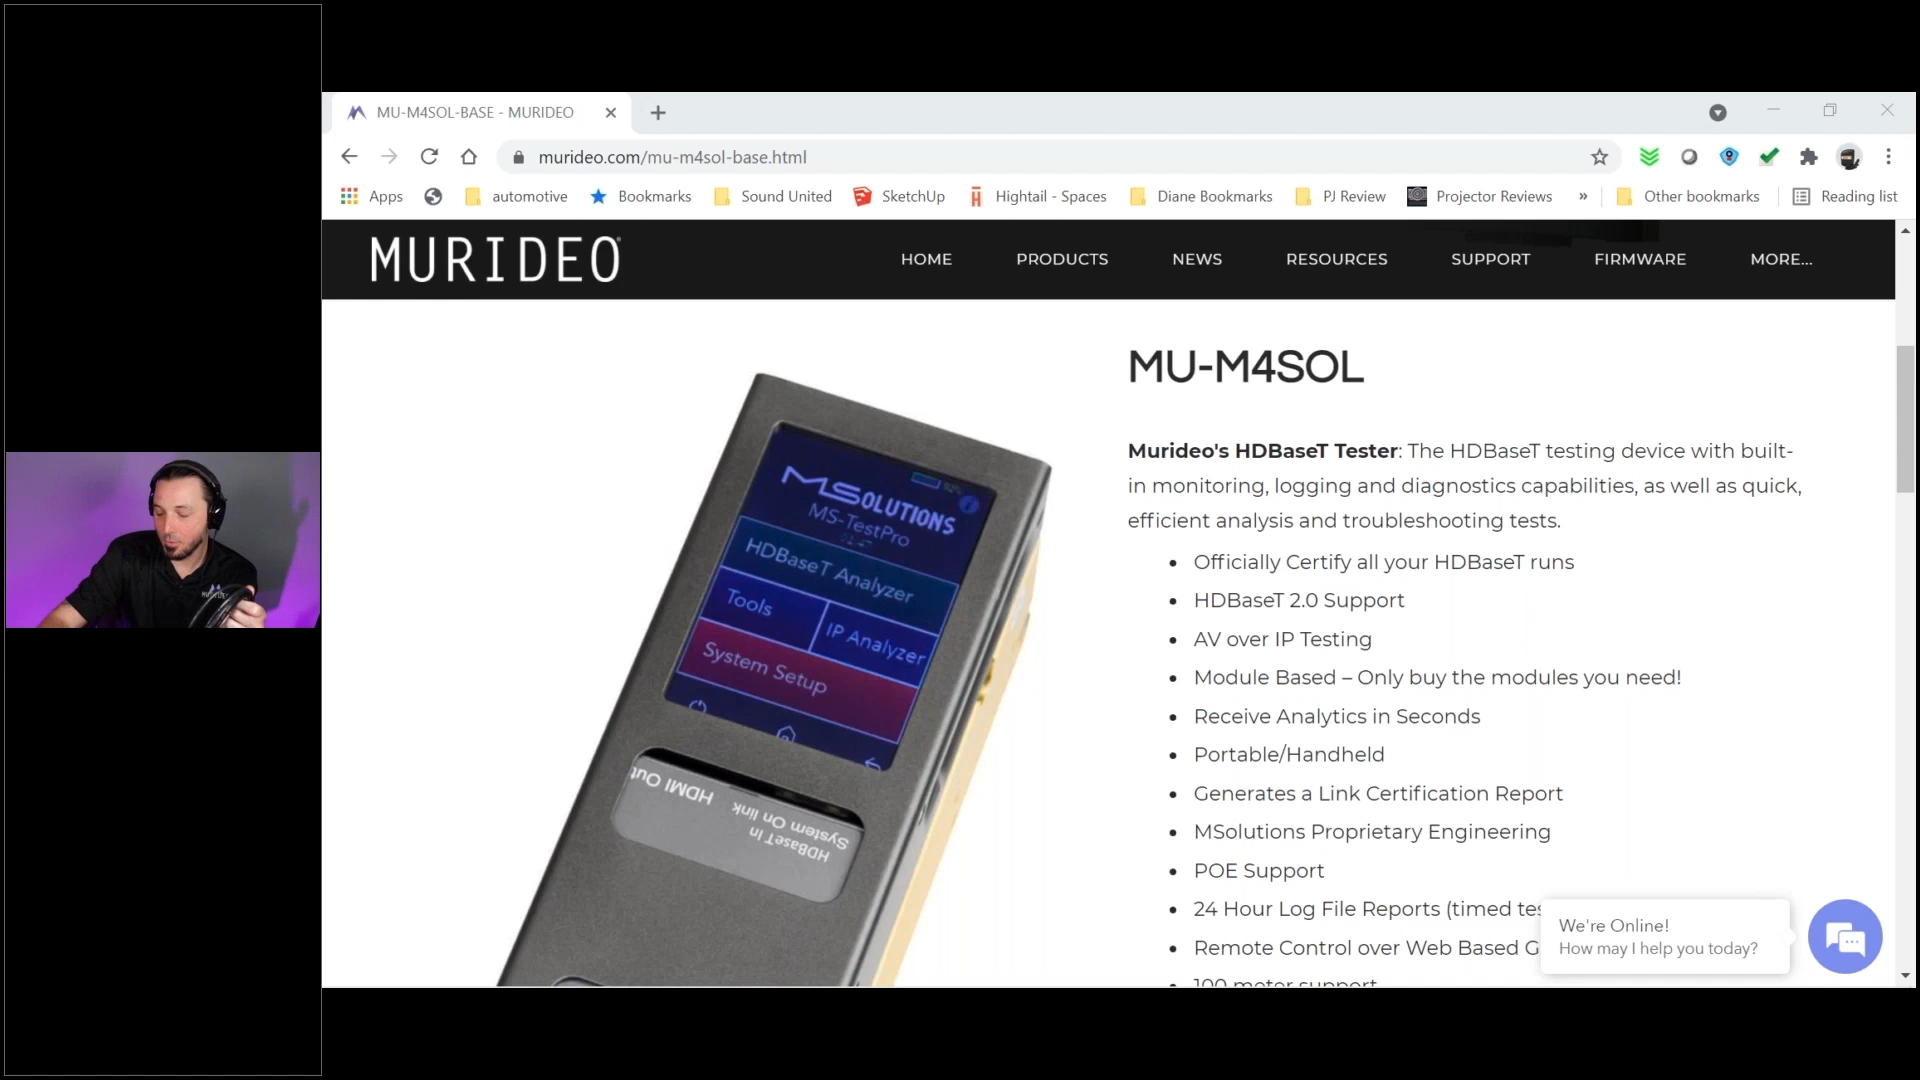 MU-M4SOL-BASE - MURIDEO
murideo.com/mu-m4sol-base.html
Apps automotive Bookmarks Sound United SketchUp Hightail - Spaces Diane Bookmarks PJ Review Projector Reviews » Other bookmarks Reading list
MURIDEO HOME PRODUCTS NEWS RESOURCES SUPPORT FIRMWARE MORE...
MSOLUTIONS
MS-TestPro
HDBaseT Analyzer
Tools
IP Analyzer
System Setup
HDMI Out
System On link
HDBaseT In
MU-M4SOL
Murideo's HDBaseT Tester: The HDBaseT testing device with built-
in monitoring, logging and diagnostics capabilities, as well as quick,
efficient analysis and troubleshooting tests.
• Officially Certify all your HDBaseT runs
• HDBaseT 2.0 Support
• AV over IP Testing
• Module Based – Only buy the modules you need!
• Receive Analytics in Seconds
• Portable/Handheld
• Generates a Link Certification Report
• MSolutions Proprietary Engineering
• POE Support
• 24 Hour Log File Reports (timed tes
• Remote Control over Web Based G
• 100 meter support
We're Online!
How may I help you today?